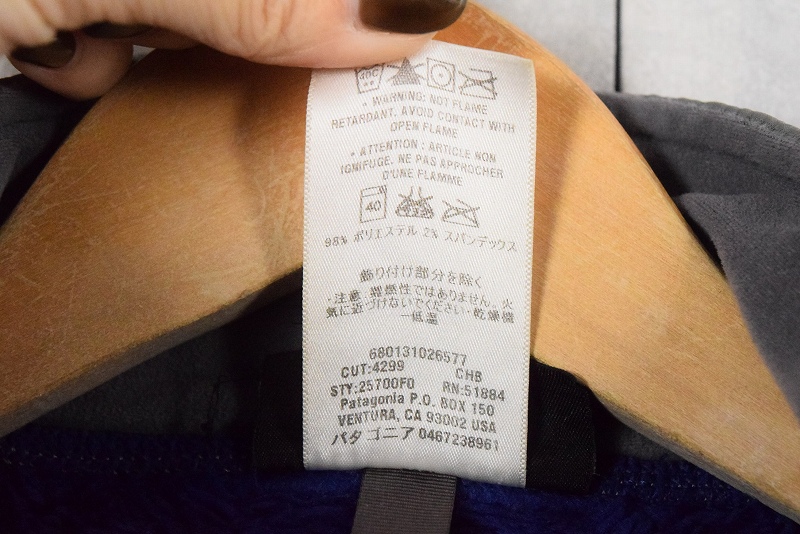 40C
* WARNING: NOT FLAME
RETARDANT. AVOID CONTACT WITH
OPEN FLAME
* ATTENTION : ARTICLE NON
IGNIFUGE. NE PAS APPROCHER
D'UNE FLAMME
40
98% ポリエステル 2% スパンデックス
飾り付け部分を除く
・注意：難燃性ではありません。火
気に近づけないでください・乾燥機
ー低温
680131026577
CUT:4299 CHB
STY:25700F0 RN:51884
Patagonia P.O. BOX 150
VENTURA, CA 93002 USA
パタゴニア 0467238961